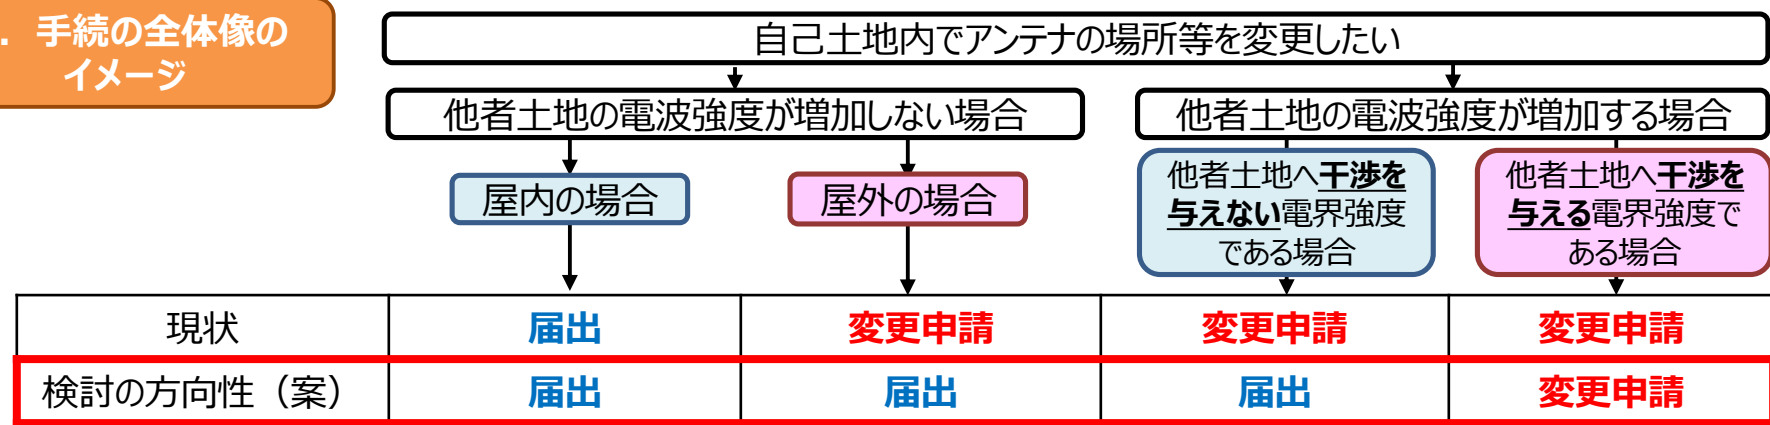 . 手続の全体像の
イメージ
自己土地内でアンテナの場所等を変更したい
他者土地の電波強度が増加しない場合
他者土地の電波強度が増加する場合
屋内の場合
屋外の場合
他者土地へ干渉を
与えない電界強度
である場合
他者土地へ干渉を
与える電界強度で
ある場合
現状 届出 変更申請 変更申請 変更申請
検討の方向性（案） 届出 届出 届出 変更申請